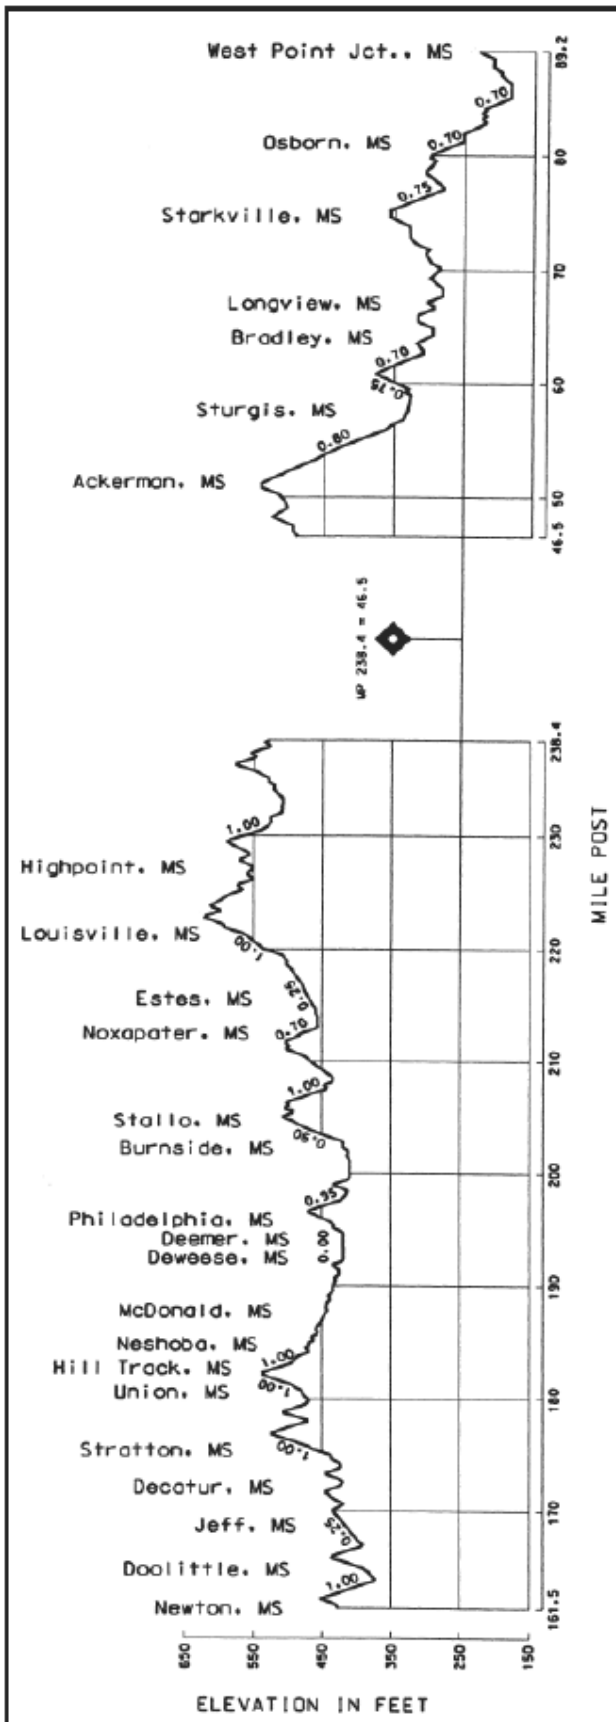 West Point Jct., MS
89.2
0.70
Osborn, MS
0.70
80
0.75
Starkville, MS
70
Longview, MS
Bradley, MS
0.70
60
0.75
Sturgis, MS
0.80
Ackerman, MS
50
46.5
MP 238.4 = 46.5
238.4
1.00
230
Highpoint, MS
Louisville, MS
1.00
220
Estes, MS
0.25
Noxapater, MS
0.70
210
1.00
Stallo, MS
0.90
Burnside, MS
200
0.95
Philadelphia, MS
Deemer, MS
0.00
Deweese, MS
190
McDonald, MS
Neshoba, MS
1.00
Hill Track, MS
1.00
Union, MS
180
Stratton, MS
1.00
Decatur, MS
170
Jeff, MS
0.25
Doolittle, MS
1.00
Newton, MS
161.5
MILE POST
650
550
450
350
250
150
ELEVATION IN FEET